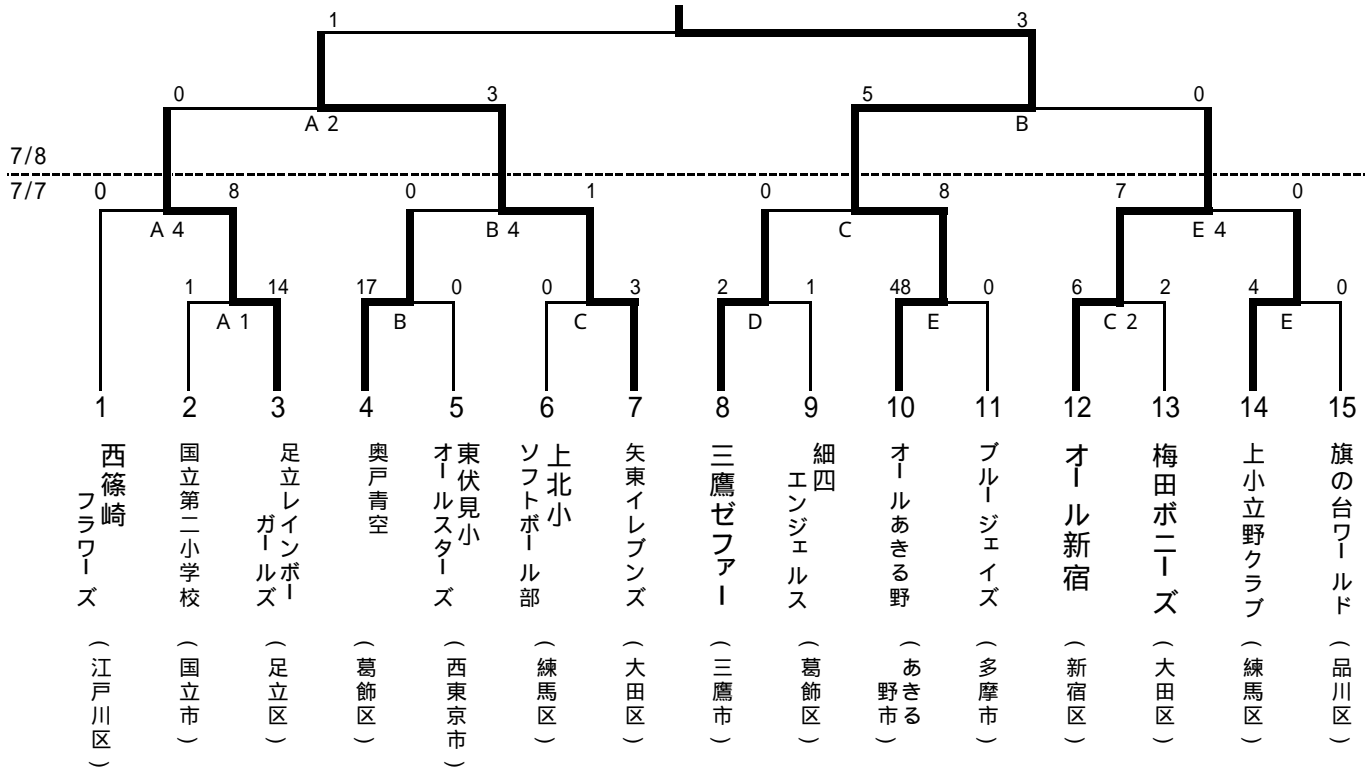 1 3
0 3 5 0
A 2 B
7/8
7/7 0 8 0 1 0 8 7 0
A 4 B 4 C E 4
1 14 17 0 0 3 2 1 48 0 6 2 4 0
A 1 B C D E C 2 E
1 2 3 4 5 6 7 8 9 10 11 12 13 14 15
西篠崎
フラワーズ
（江戸川区）
国立第二小学校
（国立市）
足立レインボー
ガールズ
（足立区）
奥戸青空
（葛飾区）
東伏見小
オールスターズ
（西東京市）
上北小
ソフトボール部
（練馬区）
矢東イレブンズ
（大田区）
三鷹ゼファー
（三鷹市）
細四
エンジェルス
（葛飾区）
オールあきる野
（あきる
野市）
ブルージェイズ
（多摩市）
オール新宿
（新宿区）
梅田ボニーズ
（大田区）
上小立野クラブ
（練馬区）
旗の台ワールド
（品川区）